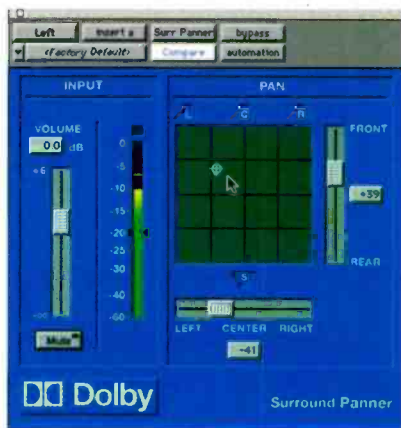 Left Insert a Surr Panner bypass
<Factory Default> Compare automation
INPUT PAN
L C R
VOLUME FRONT
0.0 dB
+6
0
-5
-10
-15
-20
-25
-30
-40
-60
-∞
+39
REAR
S
LEFT CENTER RIGHT
Mute
-41
Dolby
Surround Panner